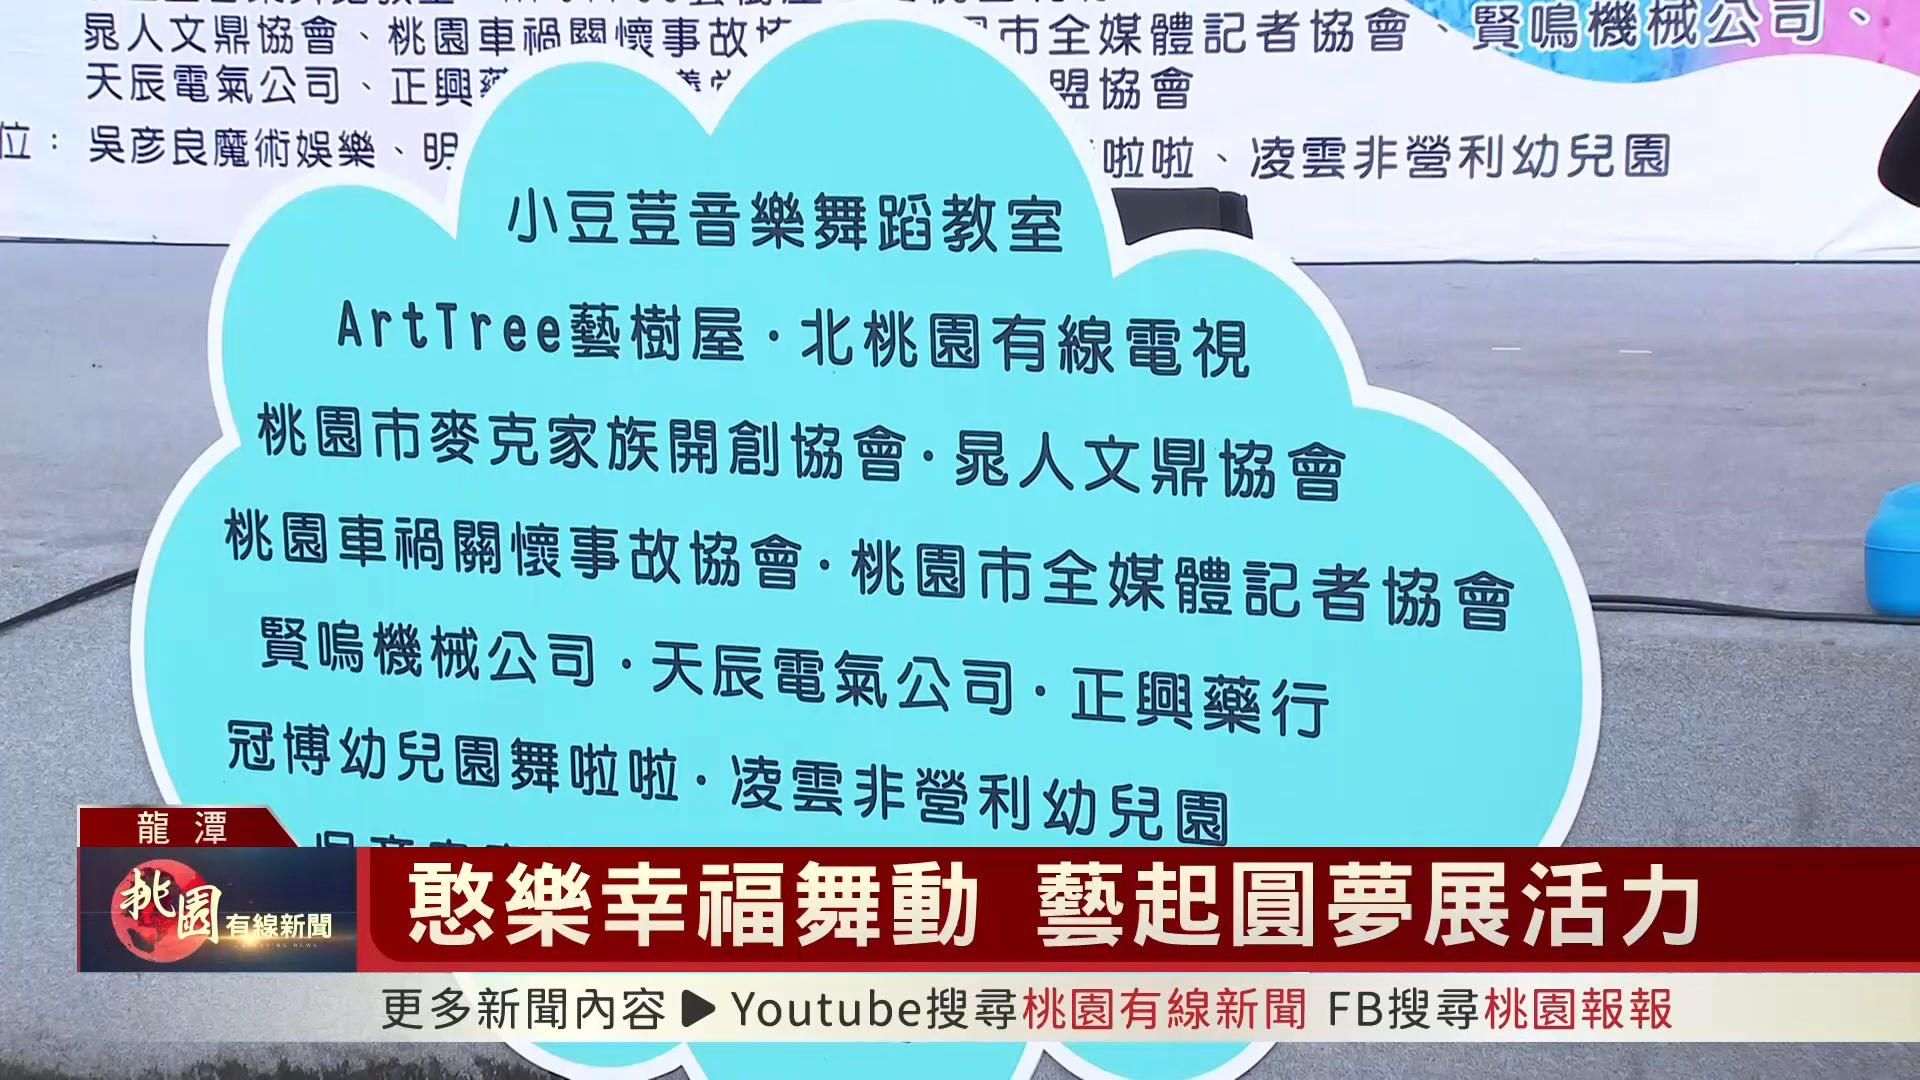 晁人文鼎協會、桃園車禍關懷事故協
市全媒體記者協會、賢鳴機械公司、
天辰電氣公司、正興藥
盟協會
位：吳彥良魔術娛樂、明
啦啦、凌雲非營利幼兒園
小豆荳音樂舞蹈教室
ArtTree藝樹屋·北桃園有線電視
桃園市麥克家族開創協會·晁人文鼎協會
桃園車禍關懷事故協會·桃園市全媒體記者協會
賢鳴機械公司·天辰電氣公司·正興藥行
冠博幼兒園舞啦啦·凌雲非營利幼兒園
龍潭
桃園有線新聞
憨樂幸福舞動 藝起圓夢展活力
更多新聞內容▶Youtube搜尋桃園有線新聞 FB搜尋桃園報報